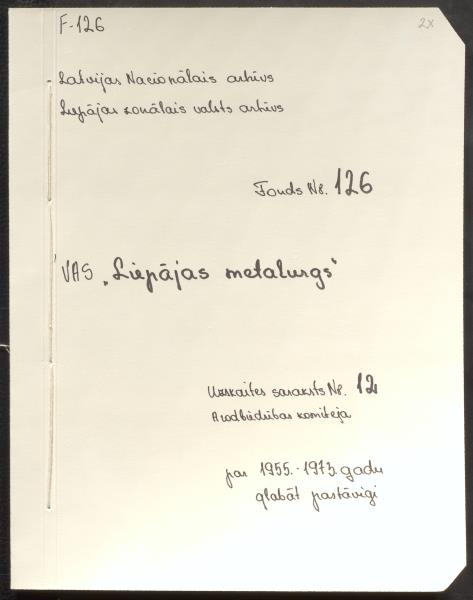 F-126
2x
Latvijas Nacionālais arhīvs
Liepājas zonālais valsts arhīvs
Fonds Nr. 126
VAS „Liepājas metalurgs"
Uzskaites saraksts Nr. 12
Arodbiedrības komiteja
par 1955.-1973. gadu
glabāt pastāvīgi